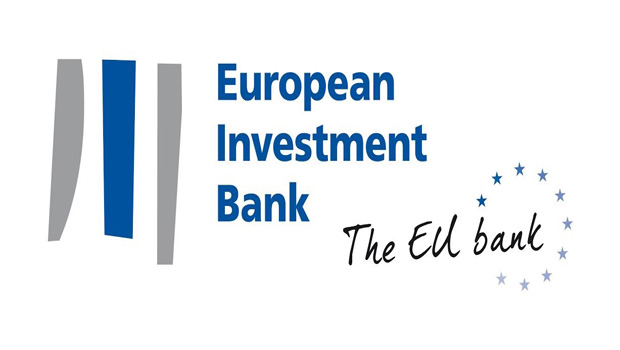 European
Investment
Bank
The EU bank